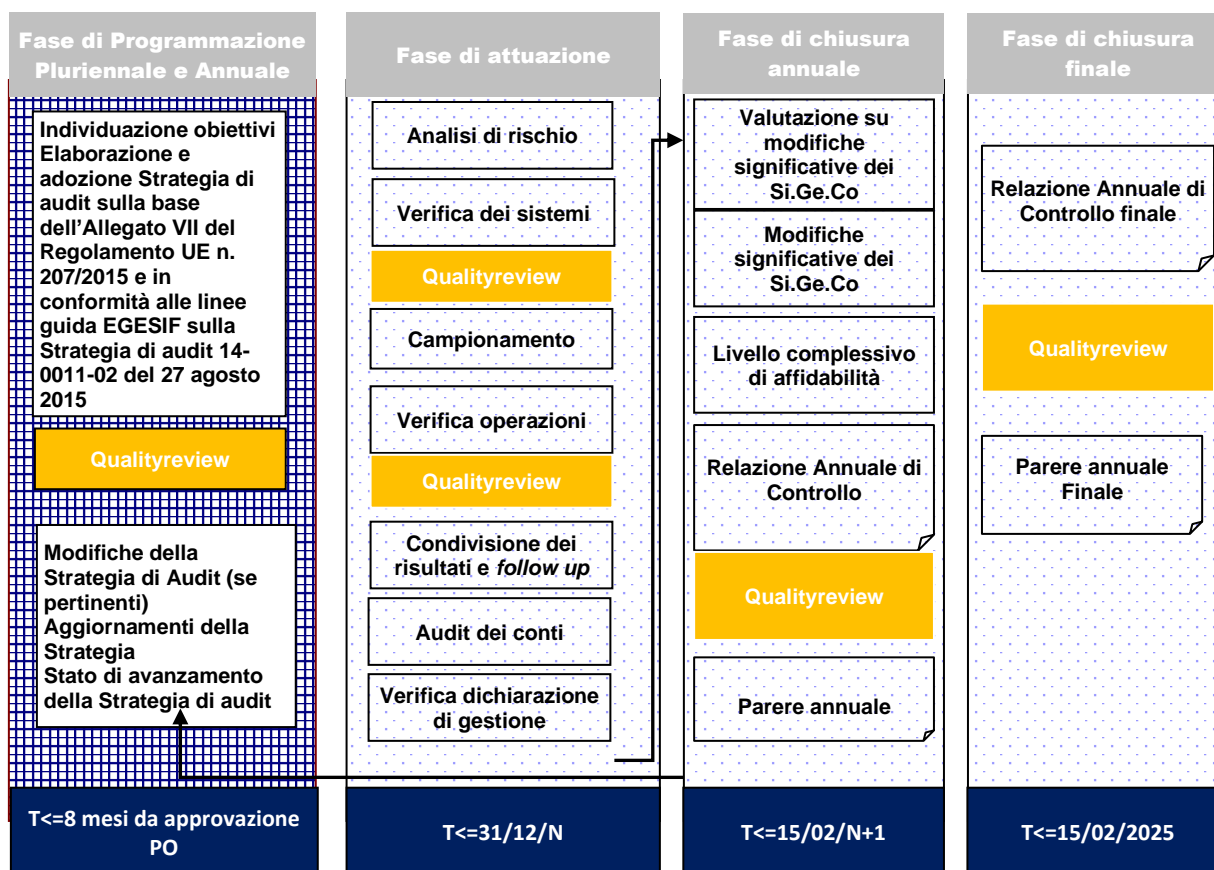 Fase di Programmazione
Pluriennale e Annuale
Individuazione obiettivi
Elaborazione e
adozione Strategia di
audit sulla base
dell'Allegato VII del
Regolamento UE n.
207/2015 e in
conformità alle linee
guida EGESIF sulla
Strategia di audit 14-
0011-02 del 27 agosto
2015
Qualityreview
Modifiche della
Strategia di Audit (se
pertinenti)
Aggiornamenti della
Strategia
Stato di avanzamento
della Strategia di audit
T<=8 mesi da approvazione
PO
Fase di attuazione
Analisi di rischio
Verifica dei sistemi
Qualityreview
Campionamento
Verifica operazioni
Qualityreview
Condivisione dei
risultati e follow up
Audit dei conti
Verifica dichiarazione
di gestione
T<=31/12/N
Fase di chiusura
annuale
Valutazione su
modifiche
significative dei
Si.Ge.Co
Modifiche
significative dei
Si.Ge.Co
Livello complessivo
di affidabilità
Relazione Annuale di
Controllo
Qualityreview
Parere annuale
T<=15/02/N+1
Fase di chiusura
finale
Relazione Annuale di
Controllo finale
Qualityreview
Parere annuale
Finale
T<=15/02/2025